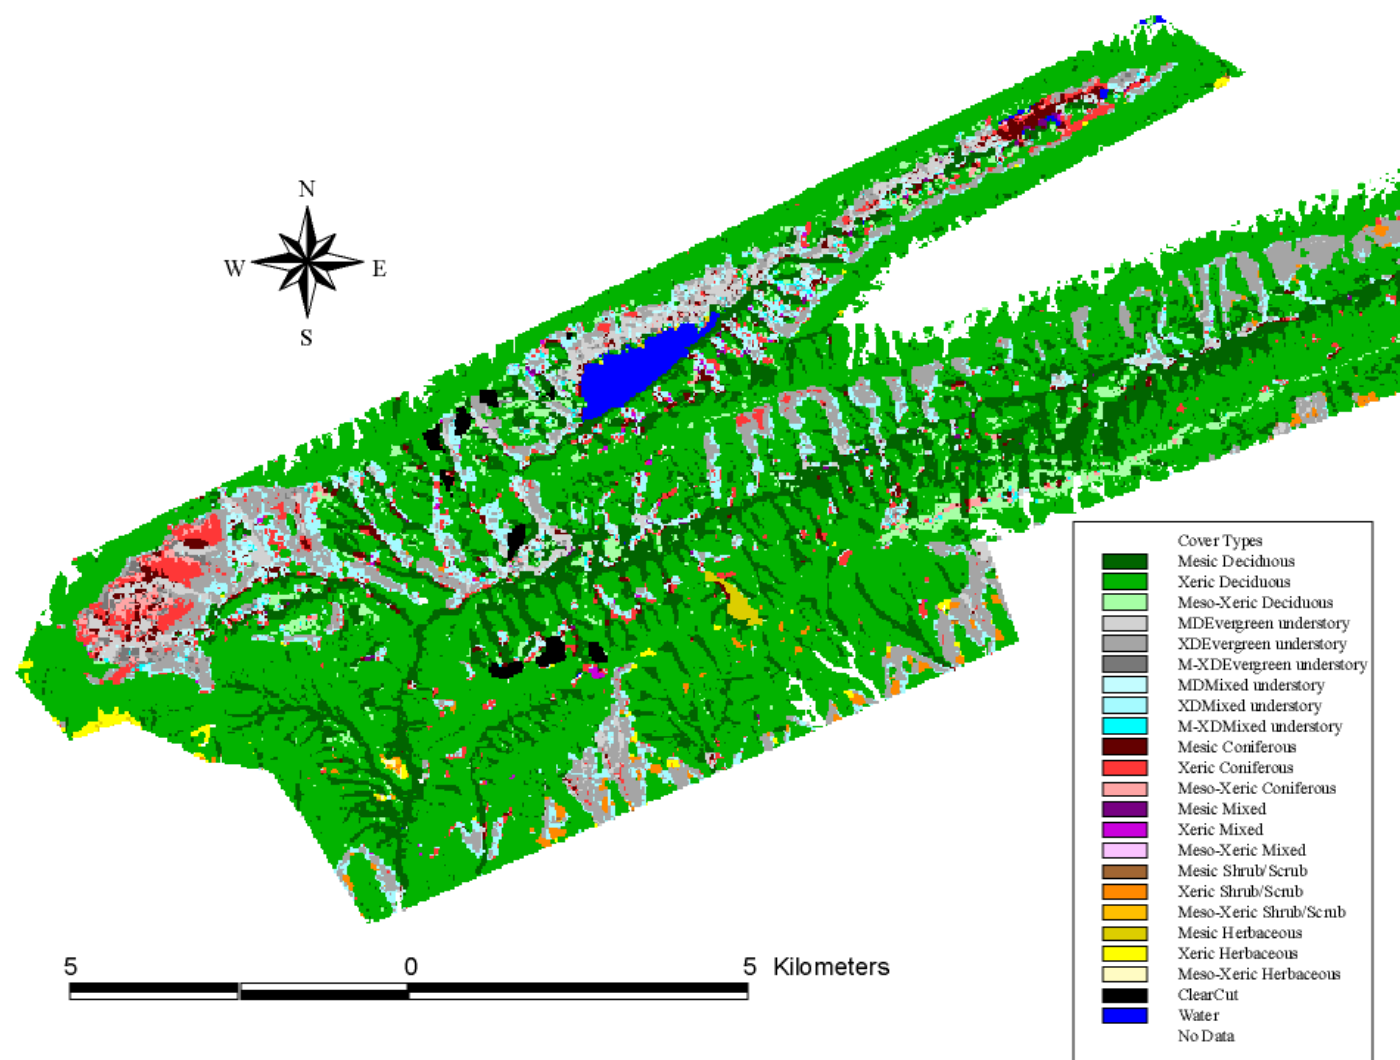 N
W E
S
Cover Types
Mesic Deciduous
Xeric Deciduous
Meso-Xeric Deciduous
MDEvergreen understory
XDEvergreen understory
M-XDEvergreen understory
MDMixed understory
XDMixed understory
M-XDMixed understory
Mesic Coniferous
Xeric Coniferous
Meso-Xeric Coniferous
Mesic Mixed
Xeric Mixed
Meso-Xeric Mixed
Mesic Shrub/Scrub
Xeric Shrub/Scrub
Meso-Xeric Shrub/Scrub
Mesic Herbaceous
Xeric Herbaceous
Meso-Xeric Herbaceous
ClearCut
Water
No Data
5 0 5 Kilometers